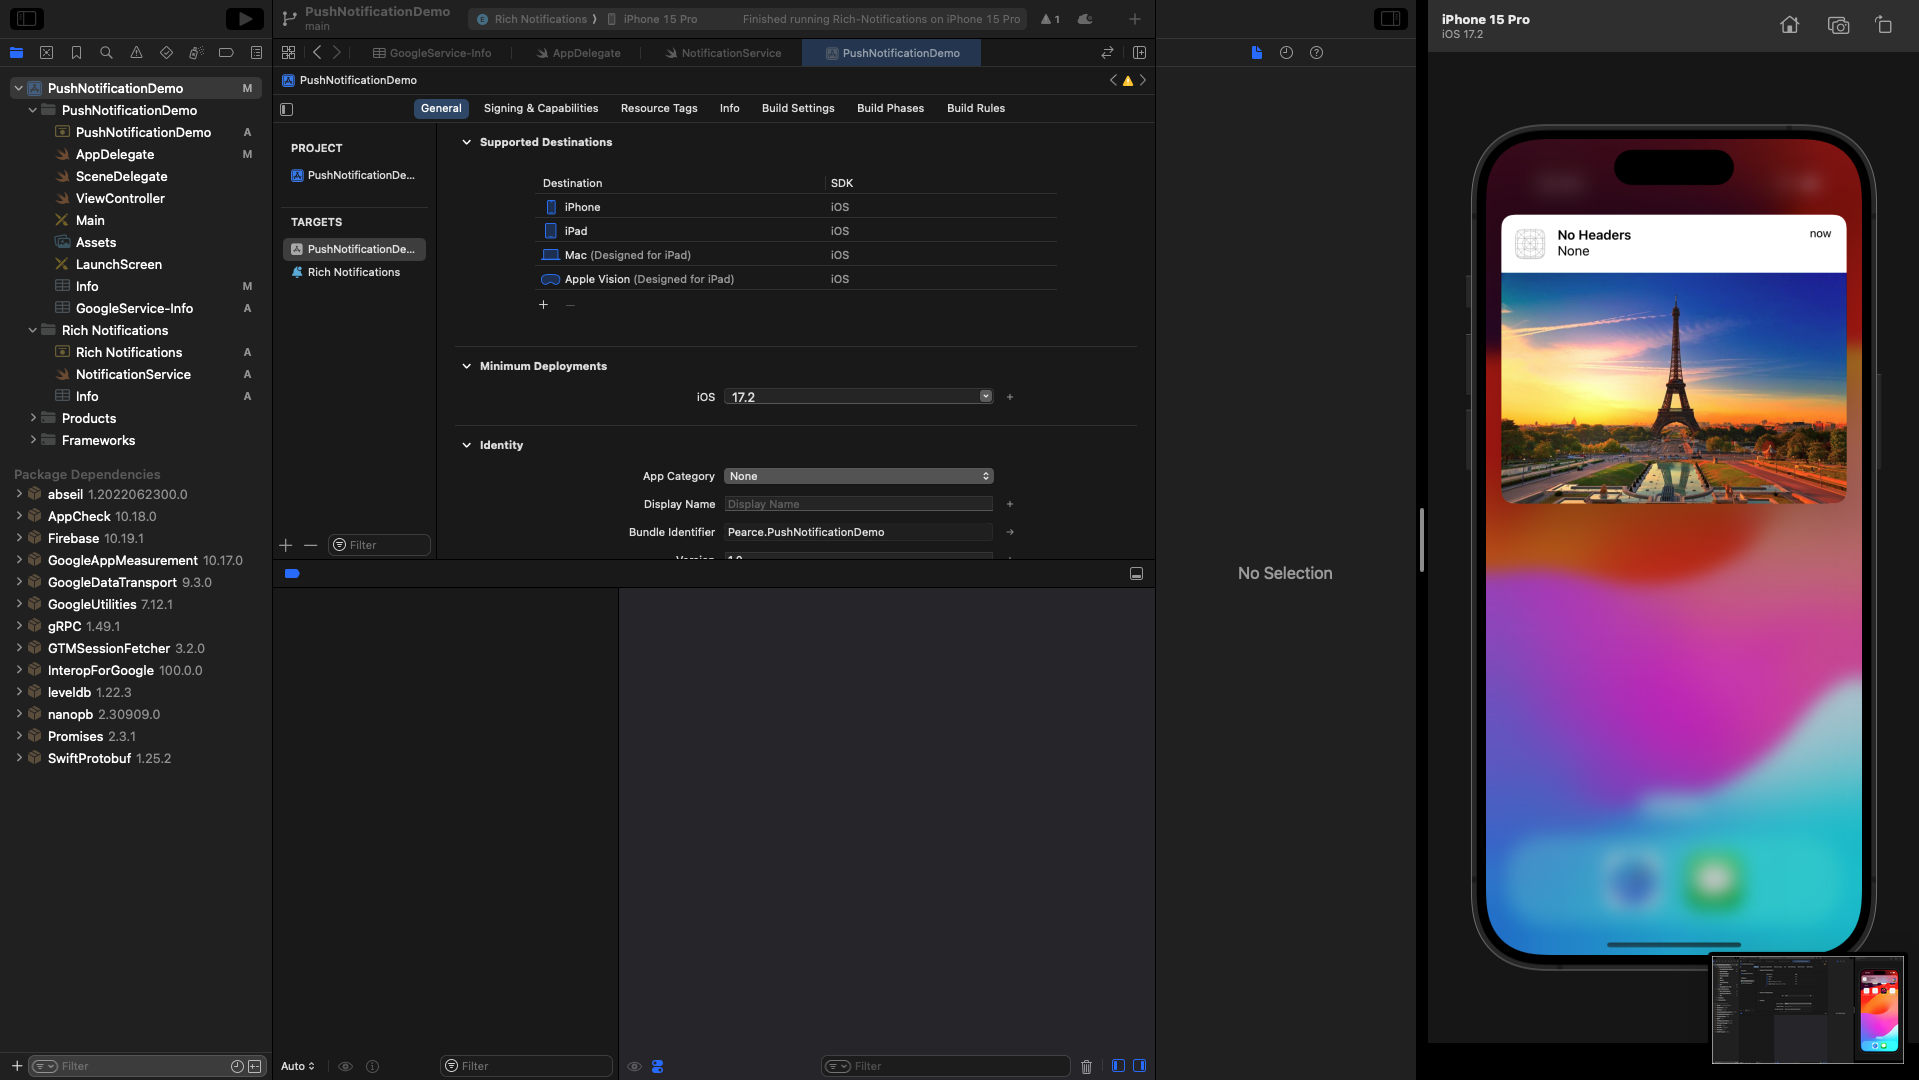 PushNotificationDemo
main
Rich Notifications ⟩ iPhone 15 Pro
Finished running Rich-Notifications on iPhone 15 Pro
1
GoogleService-Info
AppDelegate
NotificationService
PushNotificationDemo
PushNotificationDemo
General
Signing & Capabilities
Resource Tags
Info
Build Settings
Build Phases
Build Rules
PushNotificationDemo M
PushNotificationDemo
PushNotificationDemo A
AppDelegate M
SceneDelegate
ViewController
Main
Assets
LaunchScreen
Info M
GoogleService-Info A
Rich Notifications
Rich Notifications A
NotificationService A
Info A
Products
Frameworks
Package Dependencies
abseil 1.2022062300.0
AppCheck 10.18.0
Firebase 10.19.1
GoogleAppMeasurement 10.17.0
GoogleDataTransport 9.3.0
GoogleUtilities 7.12.1
gRPC 1.49.1
GTMSessionFetcher 3.2.0
InteropForGoogle 100.0.0
leveldb 1.22.3
nanopb 2.30909.0
Promises 2.3.1
SwiftProtobuf 1.25.2
Filter
PROJECT
PushNotificationDe...
TARGETS
PushNotificationDe...
Rich Notifications
Filter
Supported Destinations
Destination SDK
iPhone iOS
iPad iOS
Mac (Designed for iPad) iOS
Apple Vision (Designed for iPad) iOS
Minimum Deployments
iOS 17.2
Identity
App Category None
Display Name Display Name
Bundle Identifier Pearce.PushNotificationDemo
Version 1.0
Auto
Filter
Filter
No Selection
iPhone 15 Pro
iOS 17.2
No Headers now
None